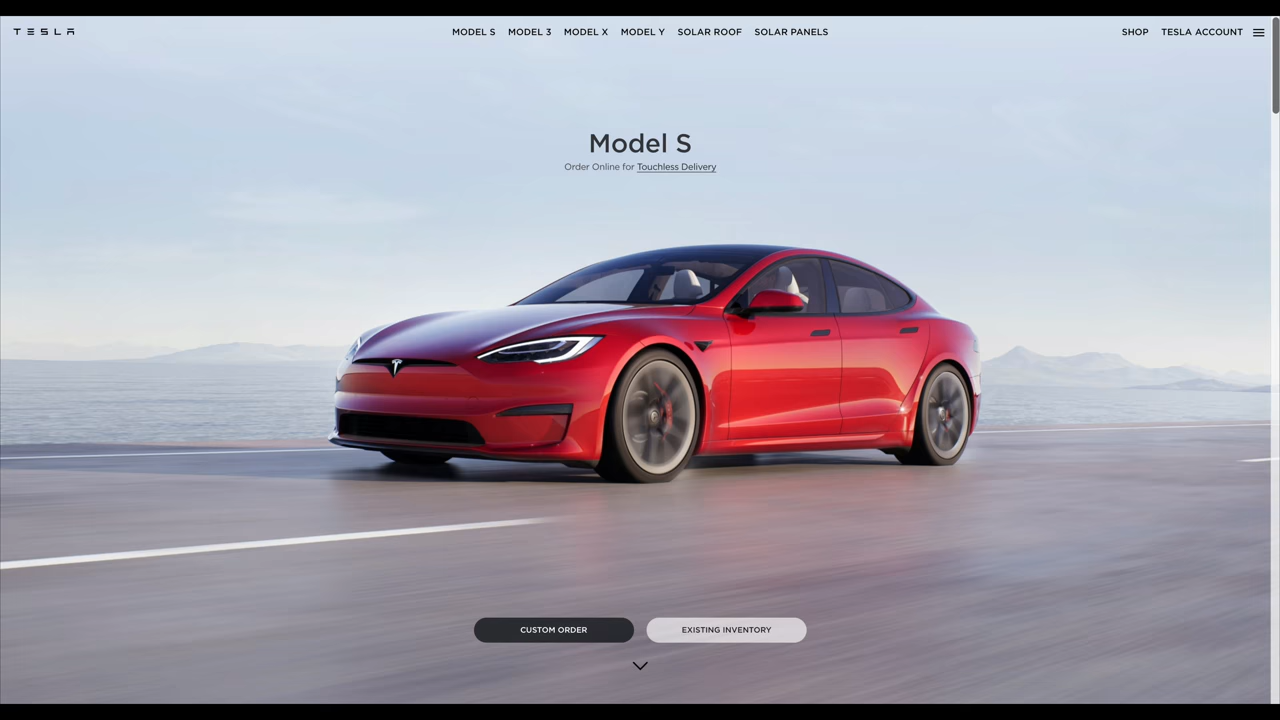 TESLA
MODEL S MODEL 3 MODEL X MODEL Y SOLAR ROOF SOLAR PANELS
SHOP TESLA ACCOUNT
Model S
Order Online for Touchless Delivery
CUSTOM ORDER
EXISTING INVENTORY